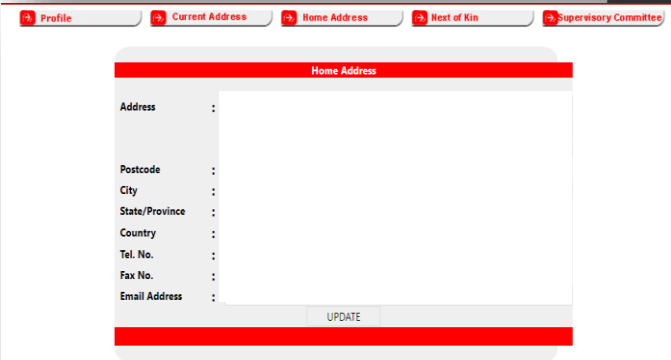 Profile
Current Address
Home Address
Next of Kin
Supervisory Committee
Home Address
Address :
Postcode :
City :
State/Province :
Country :
Tel. No. :
Fax No. :
Email Address :
UPDATE